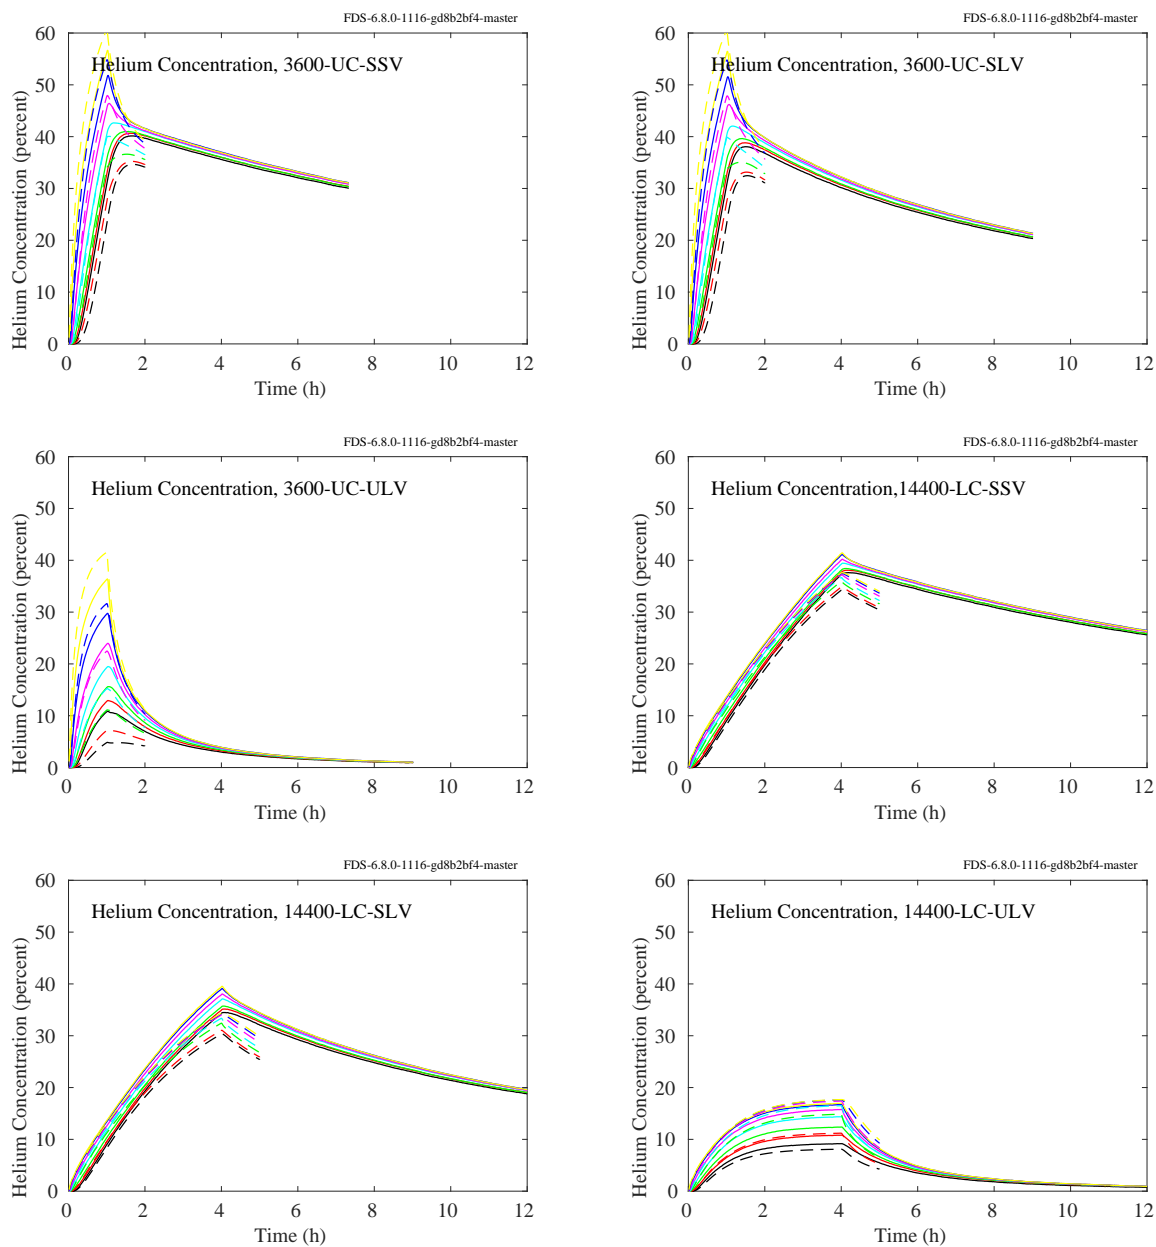 FDS-6.8.0-1116-gd8b2bf4-master
Helium Concentration, 3600-UC-SSV
Helium Concentration (percent)
60
50
40
30
20
10
0
0 2 4 6 8 10 12
Time (h)
FDS-6.8.0-1116-gd8b2bf4-master
Helium Concentration, 3600-UC-SLV
Helium Concentration (percent)
60
50
40
30
20
10
0
0 2 4 6 8 10 12
Time (h)
FDS-6.8.0-1116-gd8b2bf4-master
Helium Concentration, 3600-UC-ULV
Helium Concentration (percent)
60
50
40
30
20
10
0
0 2 4 6 8 10 12
Time (h)
FDS-6.8.0-1116-gd8b2bf4-master
Helium Concentration,14400-LC-SSV
Helium Concentration (percent)
60
50
40
30
20
10
0
0 2 4 6 8 10 12
Time (h)
FDS-6.8.0-1116-gd8b2bf4-master
Helium Concentration, 14400-LC-SLV
Helium Concentration (percent)
60
50
40
30
20
10
0
0 2 4 6 8 10 12
Time (h)
FDS-6.8.0-1116-gd8b2bf4-master
Helium Concentration, 14400-LC-ULV
Helium Concentration (percent)
60
50
40
30
20
10
0
0 2 4 6 8 10 12
Time (h)